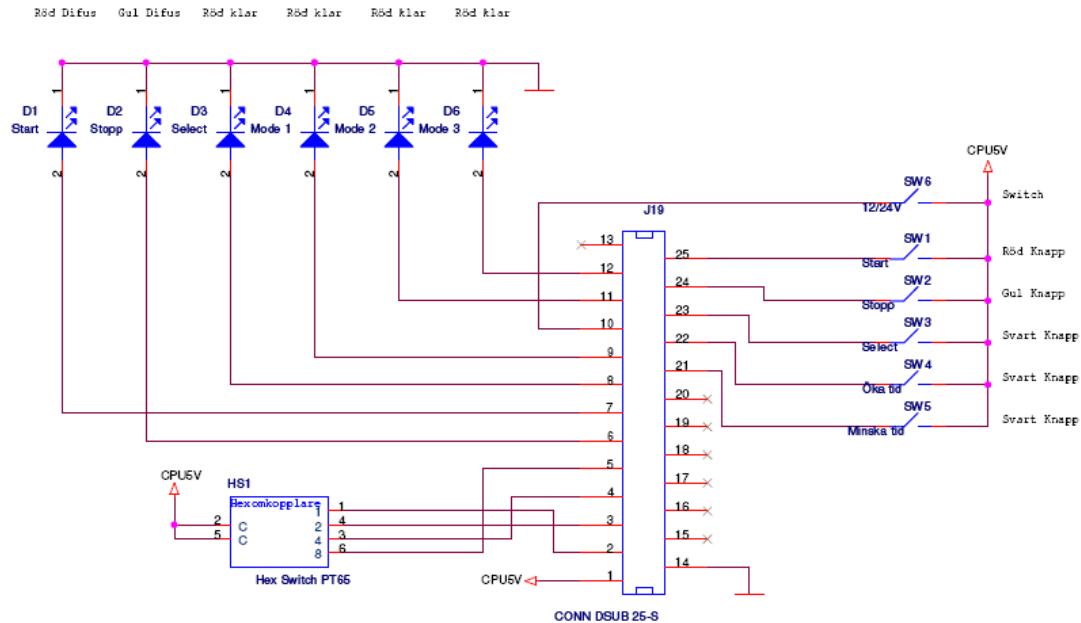 Röd Difus Gul Difus Röd klar Röd klar Röd klar Röd klar
1 1 1 1 1 1
D1 D2 D3 D4 D5 D6
Start Stopp Select Mode 1 Mode 2 Mode 3
2 2 2 2 2 2
CPU5V
SW6
12/24V
Switch
J19
13
12
11
10
9
8
7
6
5
4
3
2
1
25
24
23
22
21
20
19
18
17
16
15
14
SW1
Start
Röd Knapp
SW2
Stopp
Gul Knapp
SW3
Select
Svart Knapp
SW4
Öka tid
Svart Knapp
SW5
Minska tid
Svart Knapp
CPU5V
HS1
Hexomkopplare
2 C 1 1
5 C 2 4
4 3
8 6
Hex Switch PT65
CPU5V
CONN DSUB 25-S